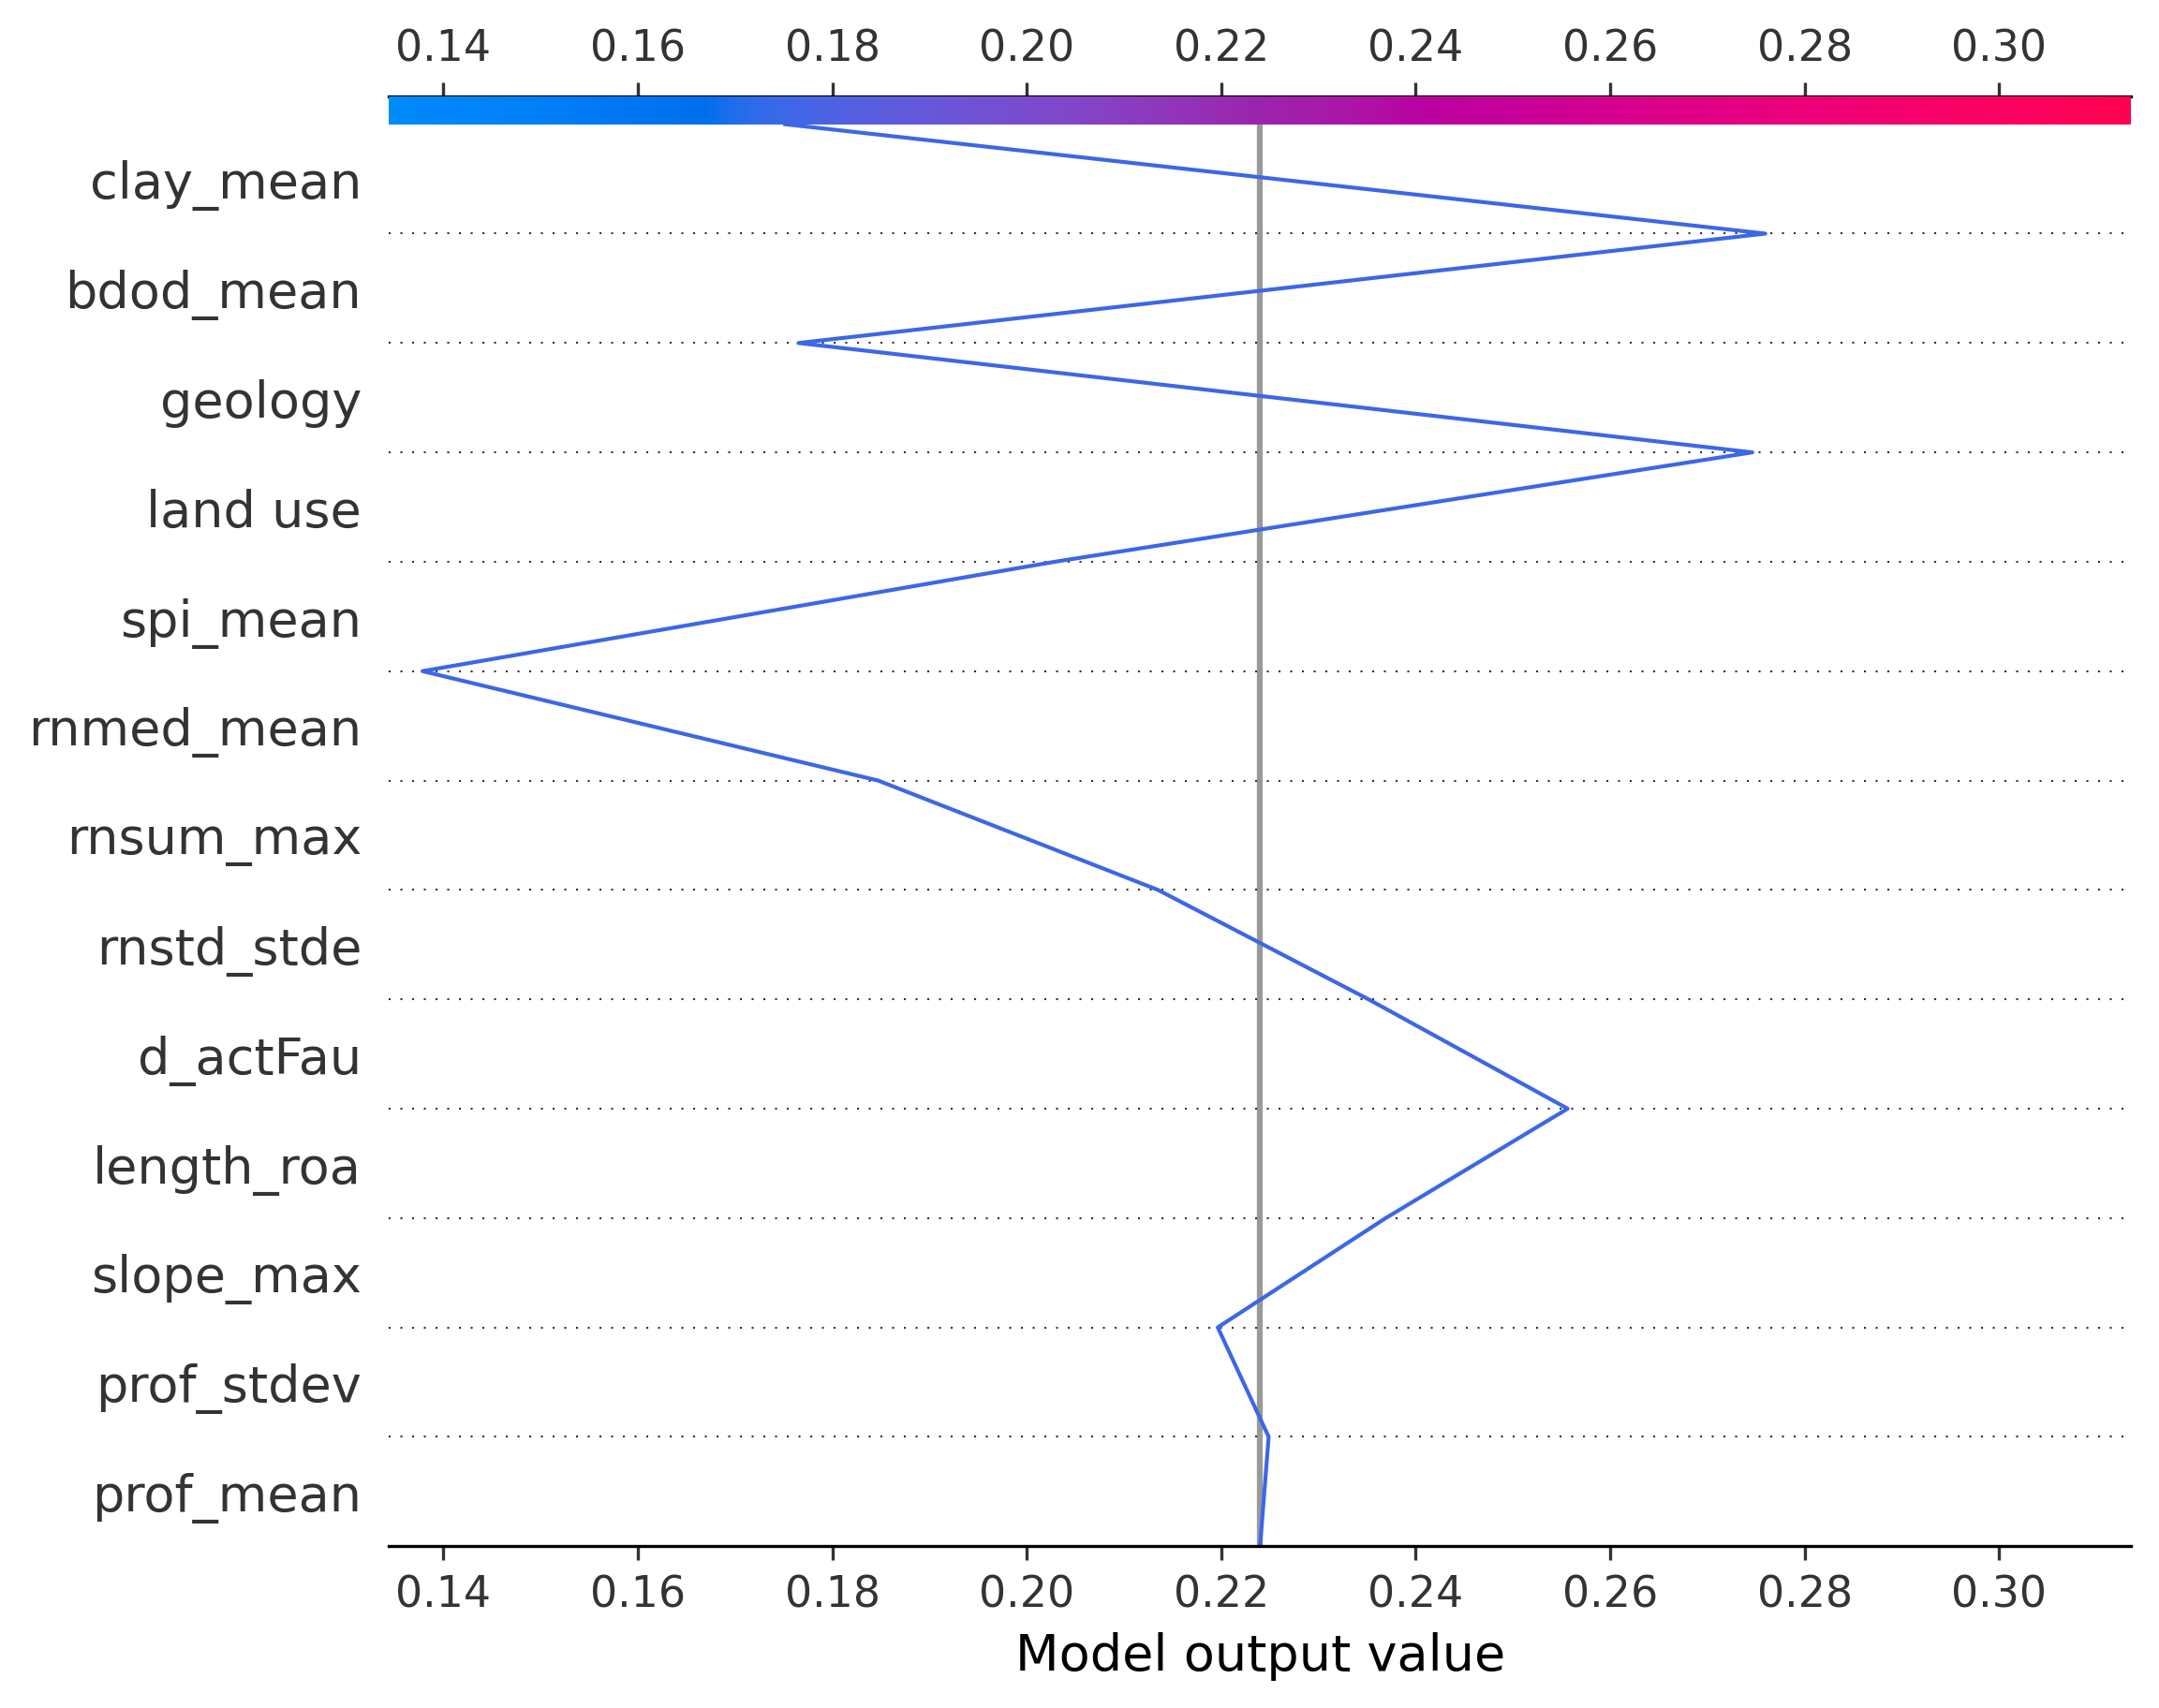 0.14 0.16 0.18 0.20 0.22 0.24 0.26 0.28 0.30
clay_mean
bdod_mean
geology
land use
spi_mean
rnmed_mean
rnsum_max
rnstd_stde
d_actFau
length_roa
slope_max
prof_stdev
prof_mean
0.14 0.16 0.18 0.20 0.22 0.24 0.26 0.28 0.30
Model output value